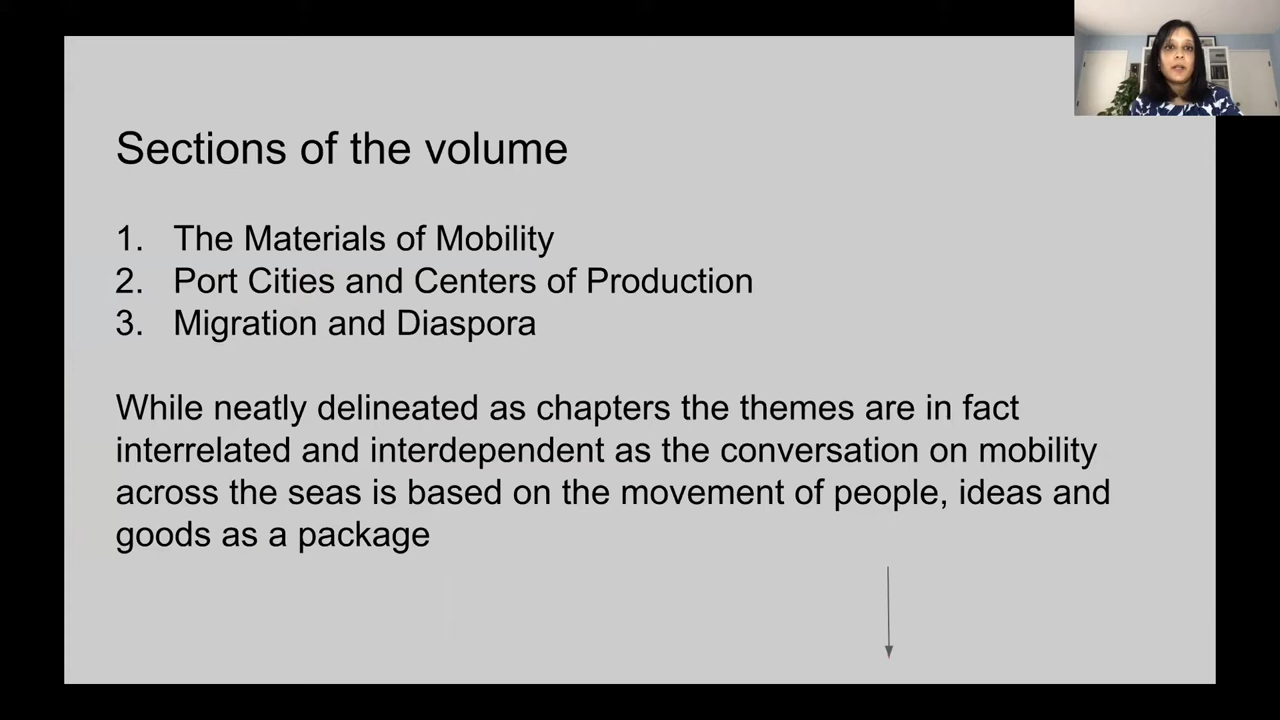 Sections of the volume
1. The Materials of Mobility
2. Port Cities and Centers of Production
3. Migration and Diaspora
While neatly delineated as chapters the themes are in fact
interrelated and interdependent as the conversation on mobility
across the seas is based on the movement of people, ideas and
goods as a package